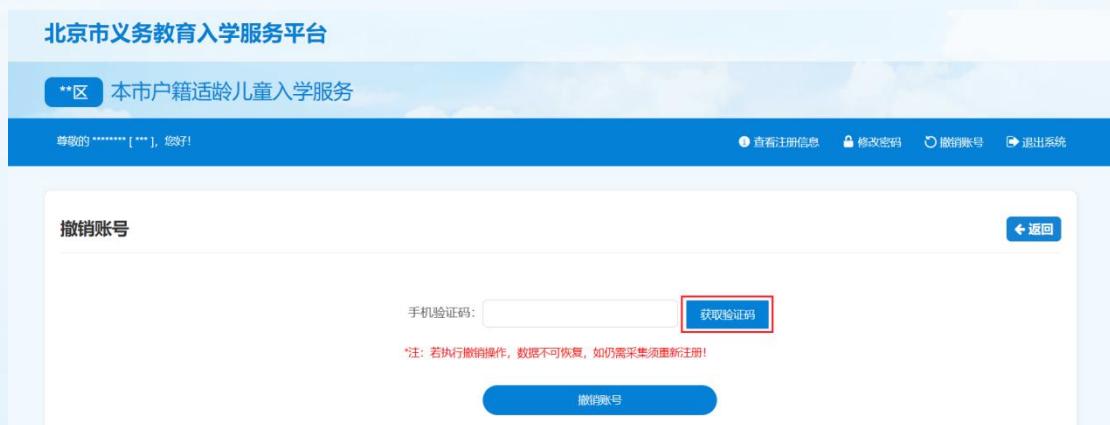 北京市义务教育入学服务平台
**区 本市户籍适龄儿童入学服务
尊敬的 ******** [ *** ]，您好！ 查看注册信息 修改密码 撤销账号 退出系统
撤销账号 返回
手机验证码： 获取验证码
*注：若执行撤销操作，数据不可恢复，如仍需采集须重新注册！
撤销账号